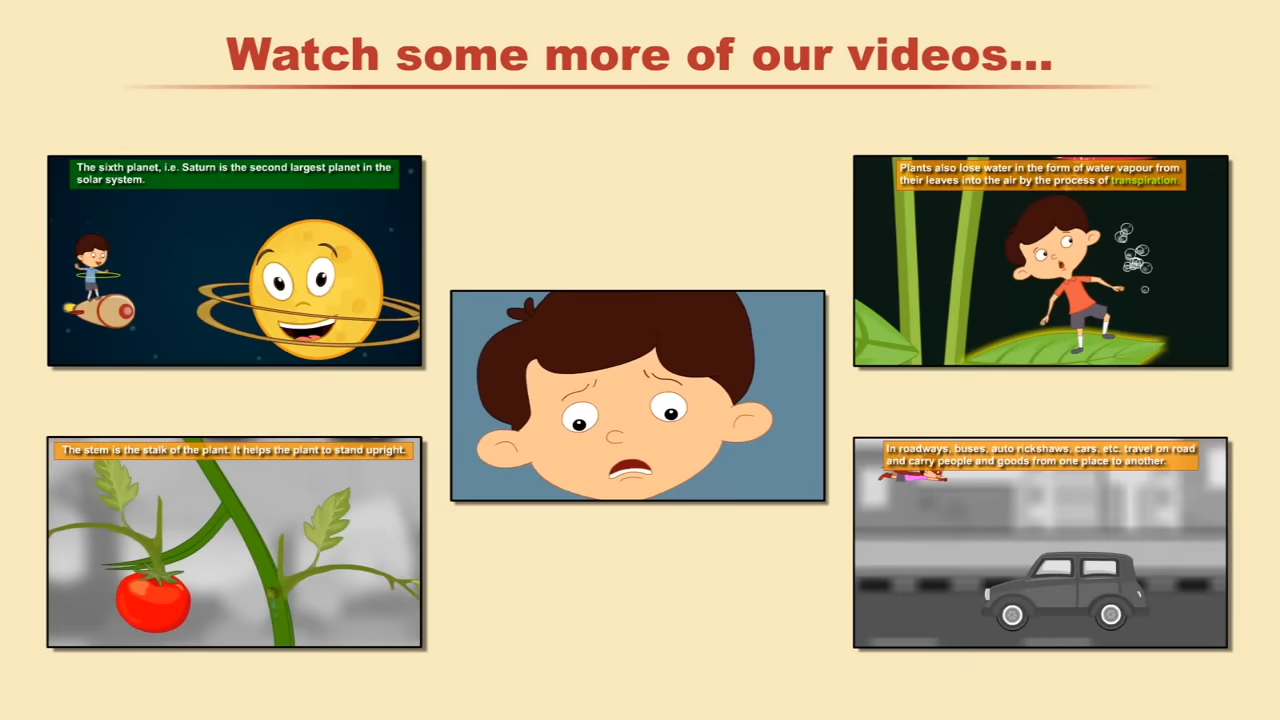 Watch some more of our videos...
The sixth planet, i.e. Saturn is the second largest planet in the
solar system.
Plants also lose water in the form of water vapour from
their leaves into the air by the process of transpiration.
The stem is the stalk of the plant. It helps the plant to stand upright.
In roadways, buses, auto rickshaws, cars, etc. travel on road
and carry people and goods from one place to another.